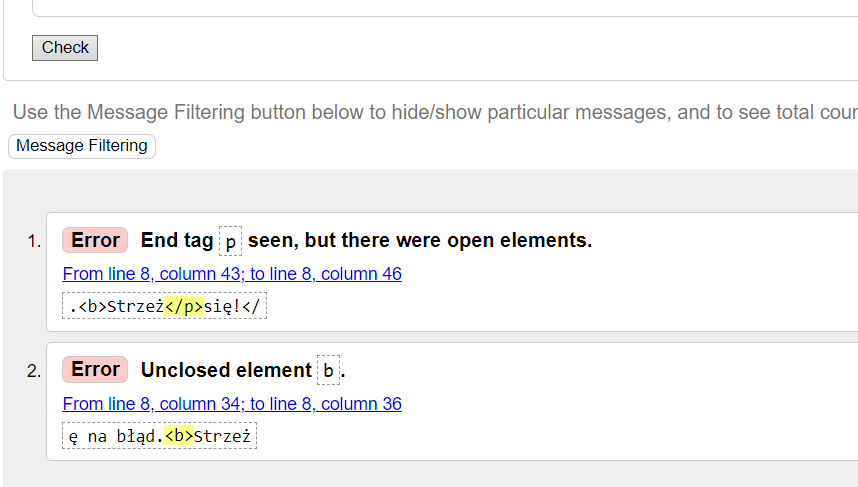 Check
Use the Message Filtering button below to hide/show particular messages, and to see total cour
Message Filtering
1. Error End tag p seen, but there were open elements.
From line 8, column 43; to line 8, column 46
.<b>Strzeż</p>się!</
2. Error Unclosed element b.
From line 8, column 34; to line 8, column 36
ę na błąd.<b>Strzeż